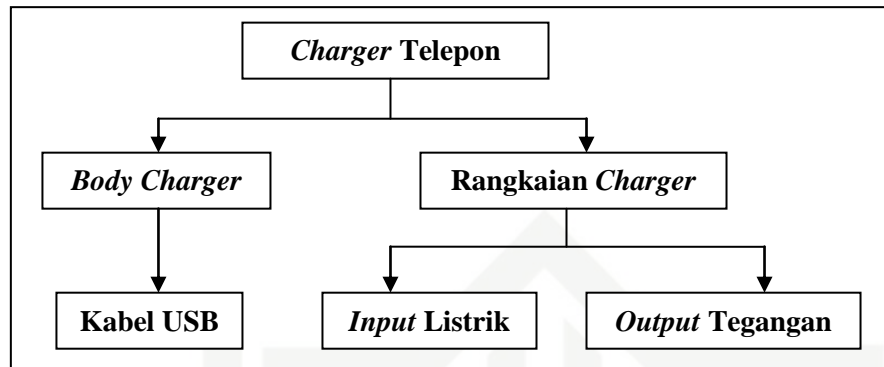 Charger Telepon
Body Charger
Rangkaian Charger
Kabel USB
Input Listrik
Output Tegangan